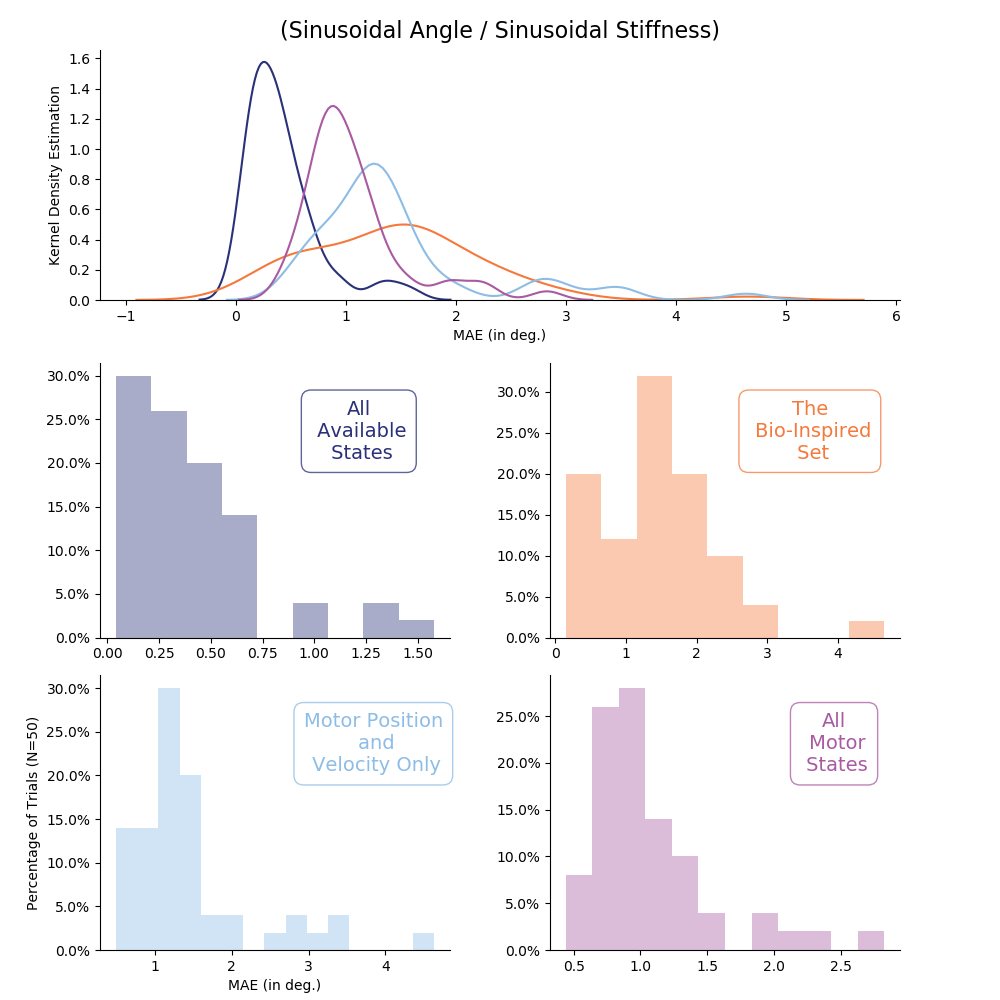 (Sinusoidal Angle / Sinusoidal Stiffness)
Kernel Density Estimation
1.6
1.4
1.2
1.0
0.8
0.6
0.4
0.2
0.0
−1 0 1 2 3 4 5 6
MAE (in deg.)
30.0%
25.0%
20.0%
15.0%
10.0%
5.0%
0.0%
0.00 0.25 0.50 0.75 1.00 1.25 1.50
All
Available
States
30.0%
25.0%
20.0%
15.0%
10.0%
5.0%
0.0%
0 1 2 3 4
The
Bio-Inspired
Set
Percentage of Trials (N=50)
30.0%
25.0%
20.0%
15.0%
10.0%
5.0%
0.0%
1 2 3 4
MAE (in deg.)
Motor Position
and
Velocity Only
25.0%
20.0%
15.0%
10.0%
5.0%
0.0%
0.5 1.0 1.5 2.0 2.5
All
Motor
States